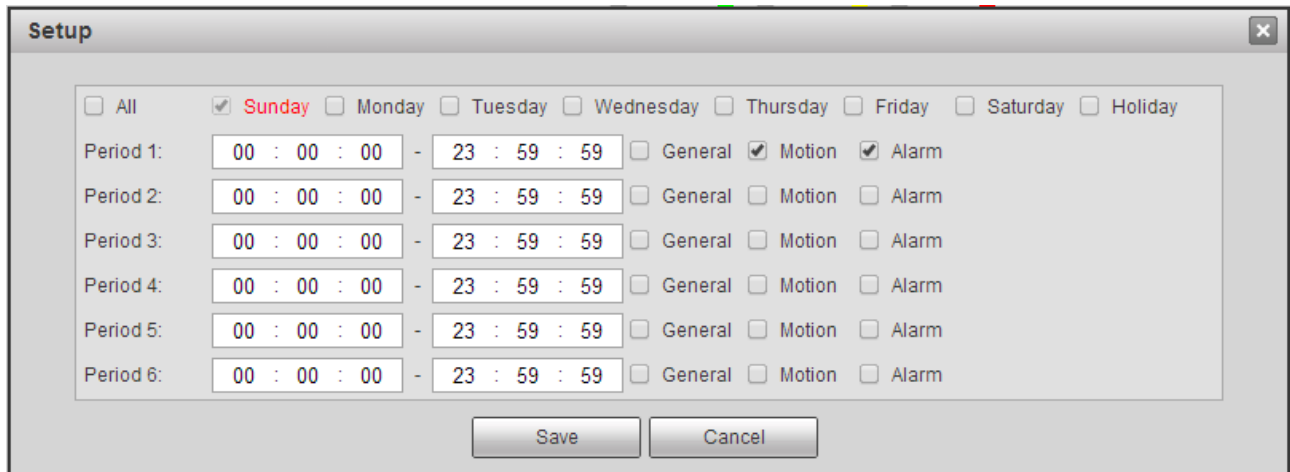 Setup
All Sunday Monday Tuesday Wednesday Thursday Friday Saturday Holiday
Period 1: 00 : 00 : 00 - 23 : 59 : 59 General Motion Alarm
Period 2: 00 : 00 : 00 - 23 : 59 : 59 General Motion Alarm
Period 3: 00 : 00 : 00 - 23 : 59 : 59 General Motion Alarm
Period 4: 00 : 00 : 00 - 23 : 59 : 59 General Motion Alarm
Period 5: 00 : 00 : 00 - 23 : 59 : 59 General Motion Alarm
Period 6: 00 : 00 : 00 - 23 : 59 : 59 General Motion Alarm
Save Cancel